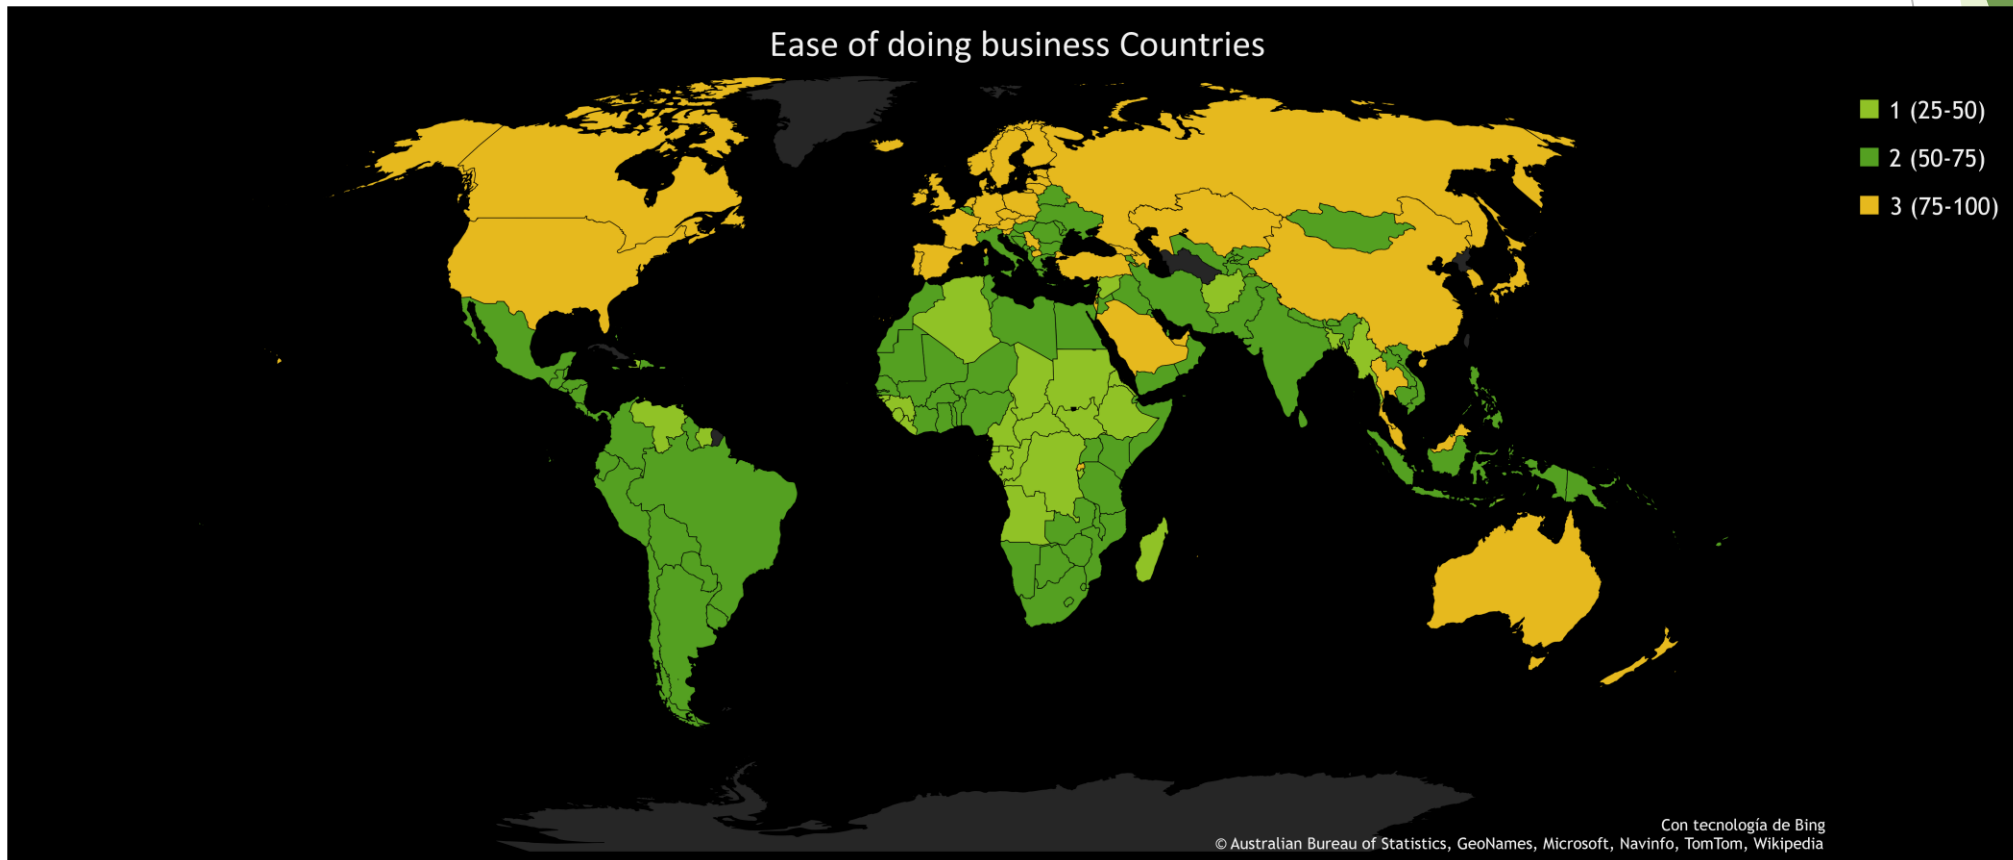 Ease of doing business Countries
1 (25-50)
2 (50-75)
3 (75-100)
Con tecnología de Bing
© Australian Bureau of Statistics, GeoNames, Microsoft, Navinfo, TomTom, Wikipedia